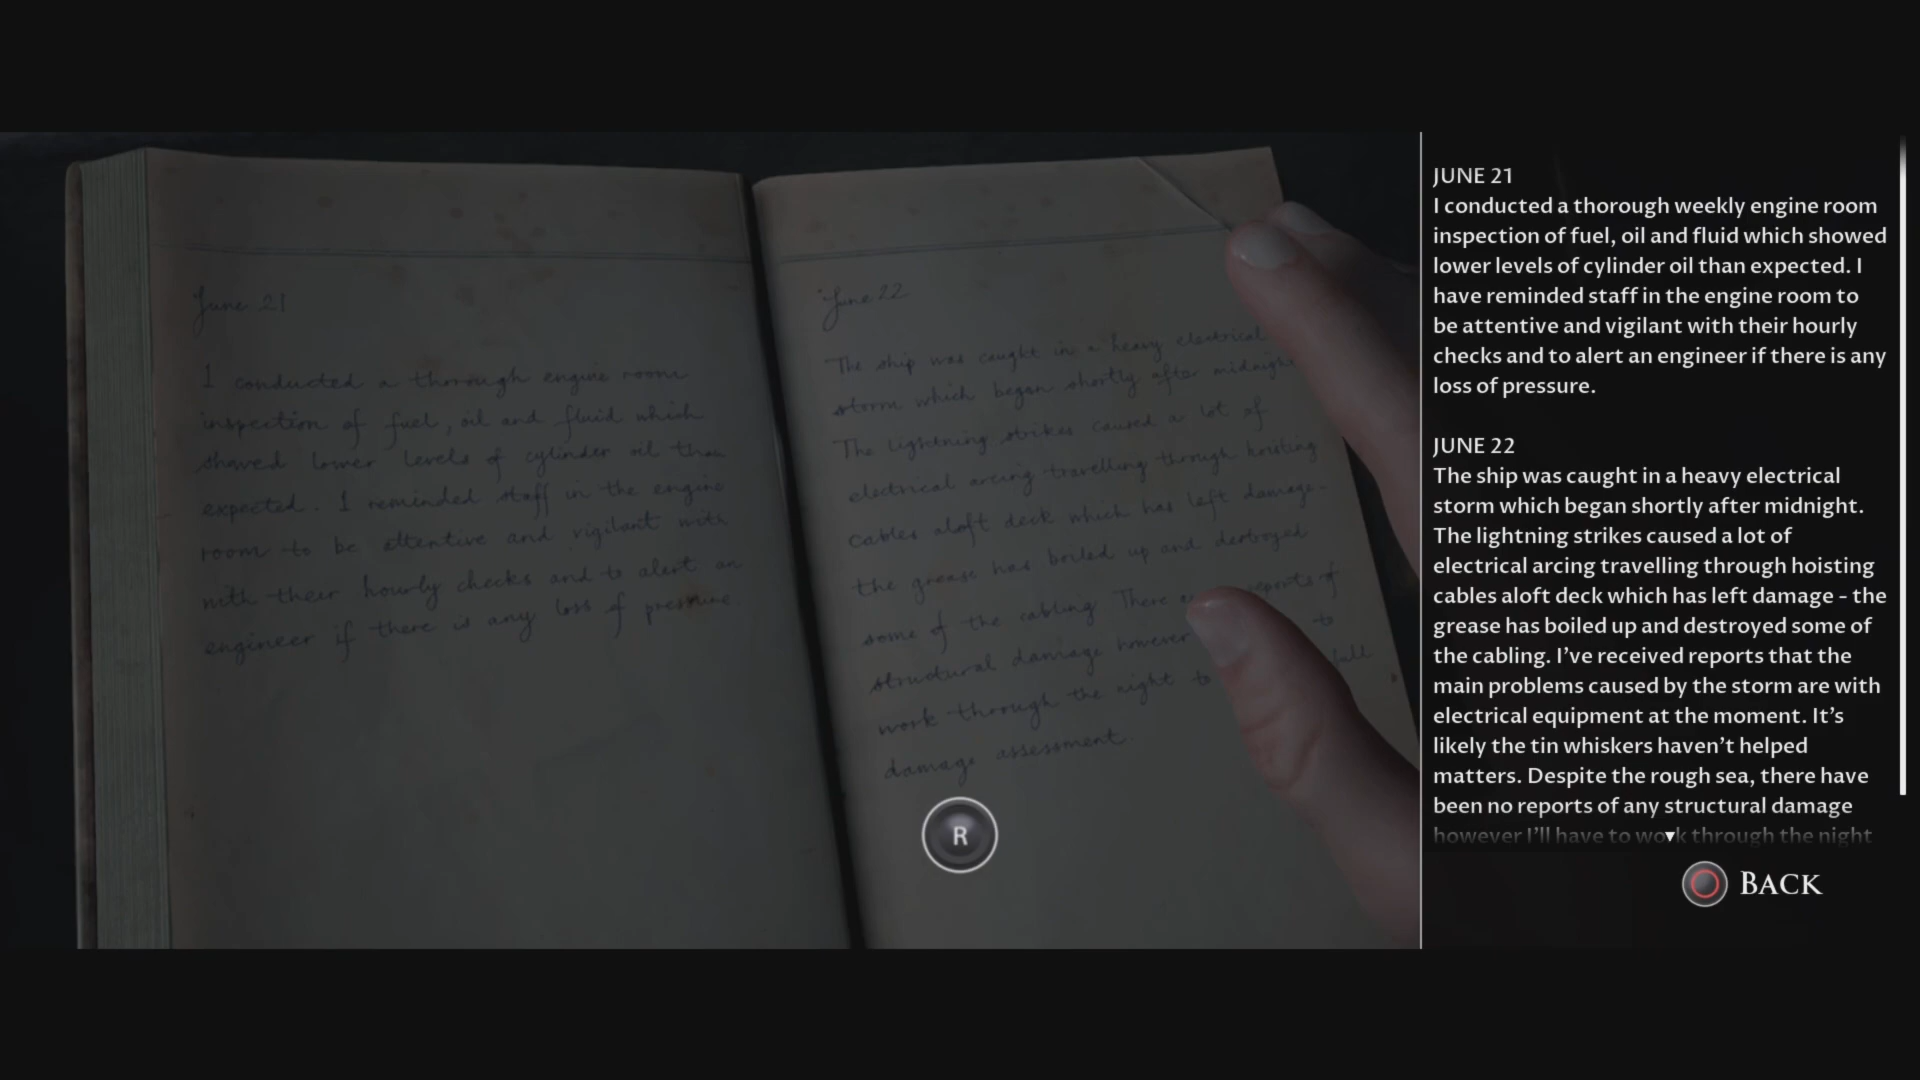 June 21
I conducted a thorough engine room
inspection of fuel, oil and fluid which
showed lower levels of cylinder oil than
expected. I reminded staff in the engine
room to be attentive and vigilant with
with their hourly checks and to alert an
engineer if there is any loss of pressure.
June 22
The ship was caught in a heavy electrical
storm which began shortly after midnight
The lightning strikes caused a lot of
electrical arcing travelling through hoisting
cables aloft deck which has left damage-
the grease has boiled up and destroyed
some of the cabling There reports of
structural damage however to
work through the night to full
damage assessment.
R
JUNE 21
I conducted a thorough weekly engine room
inspection of fuel, oil and fluid which showed
lower levels of cylinder oil than expected. I
have reminded staff in the engine room to
be attentive and vigilant with their hourly
checks and to alert an engineer if there is any
loss of pressure.
JUNE 22
The ship was caught in a heavy electrical
storm which began shortly after midnight.
The lightning strikes caused a lot of
electrical arcing travelling through hoisting
cables aloft deck which has left damage - the
grease has boiled up and destroyed some of
the cabling. I've received reports that the
main problems caused by the storm are with
electrical equipment at the moment. It's
likely the tin whiskers haven't helped
matters. Despite the rough sea, there have
been no reports of any structural damage
however I'll have to work through the night
BACK